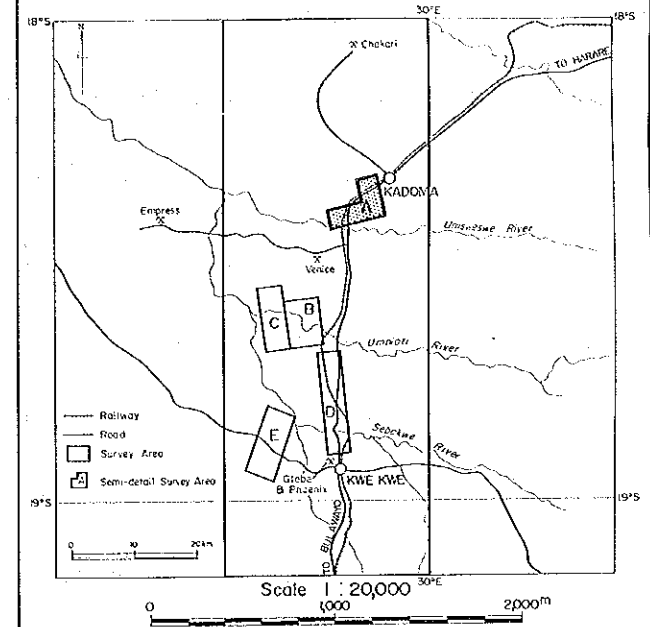 30°E
18°S
18°S
N
Chakari
TO HARARE
KADOMA
A
Empress
Umsweswe River
Venice
C
B
Umniati River
D
Railway
Road
E
Sebakwe River
Survey Area
A Semi-detail Survey Area
Globe & Phoenix
KWE KWE
19°S
19°S
0 10 20km
TO BULAWAYO
30°E
Scale 1 : 20,000
0 1,000 2,000m